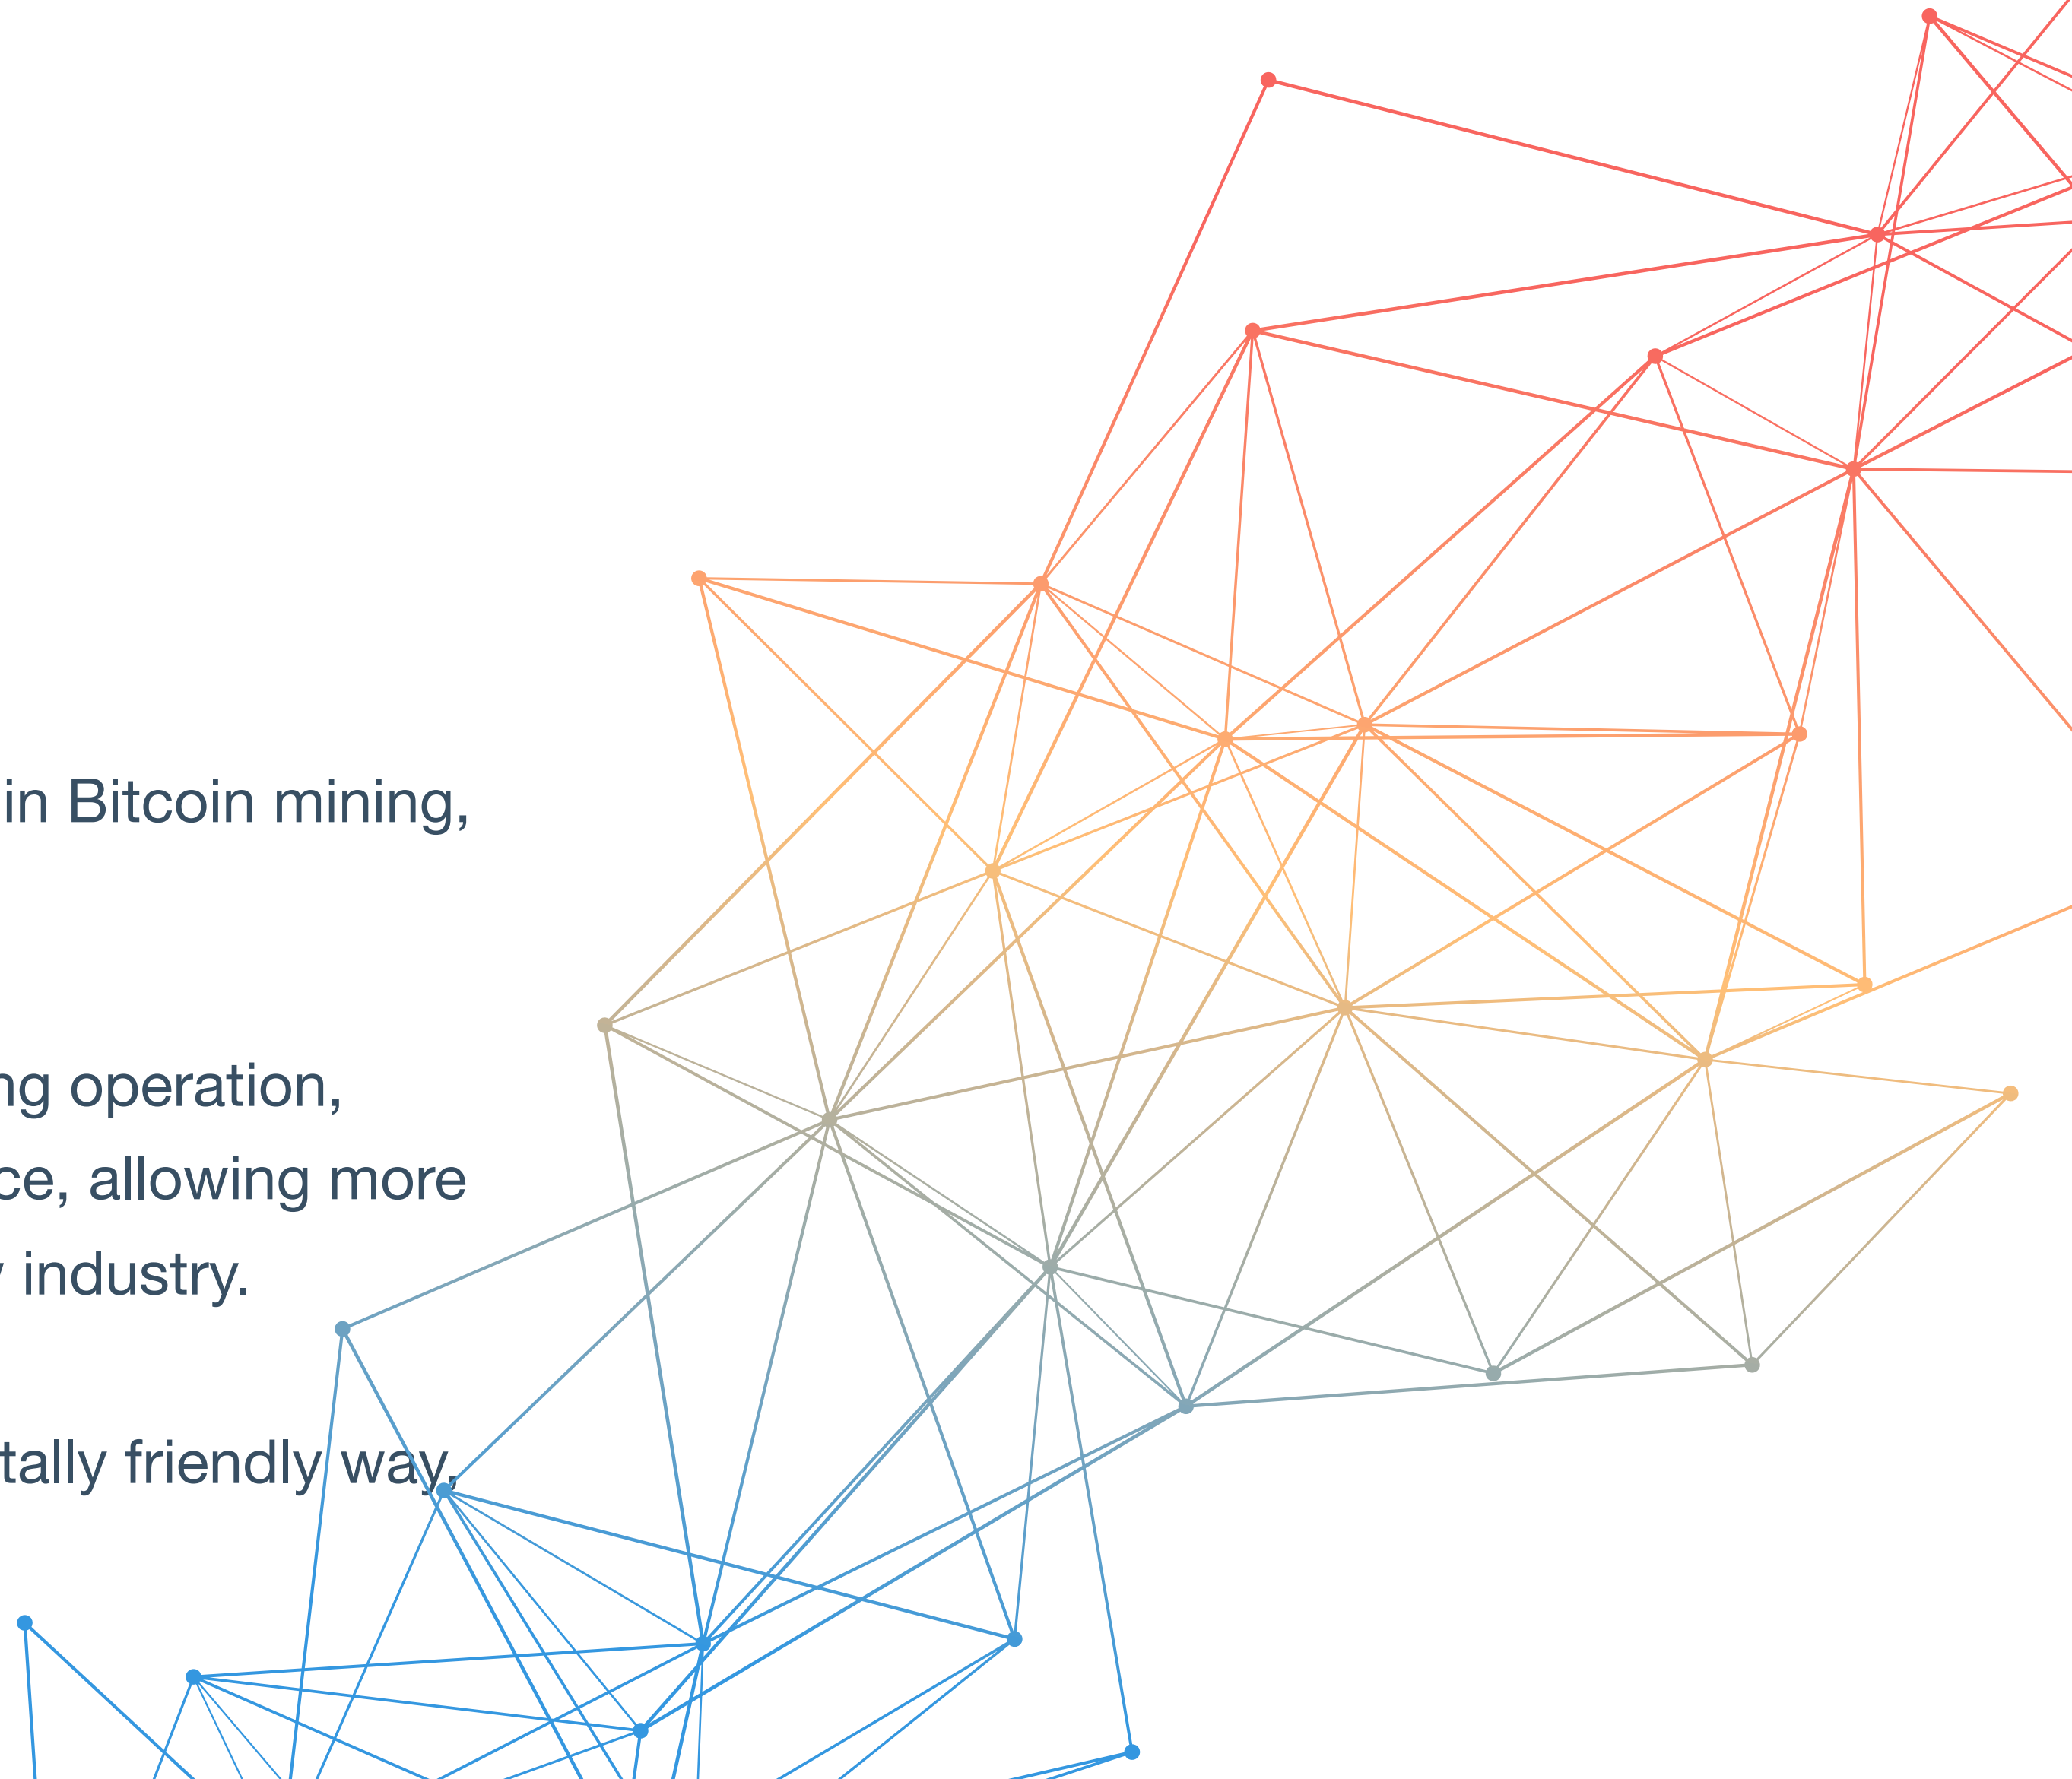 in Bitcoin mining,
ng operation,
ce, allowing more
industry.
tally friendly way,